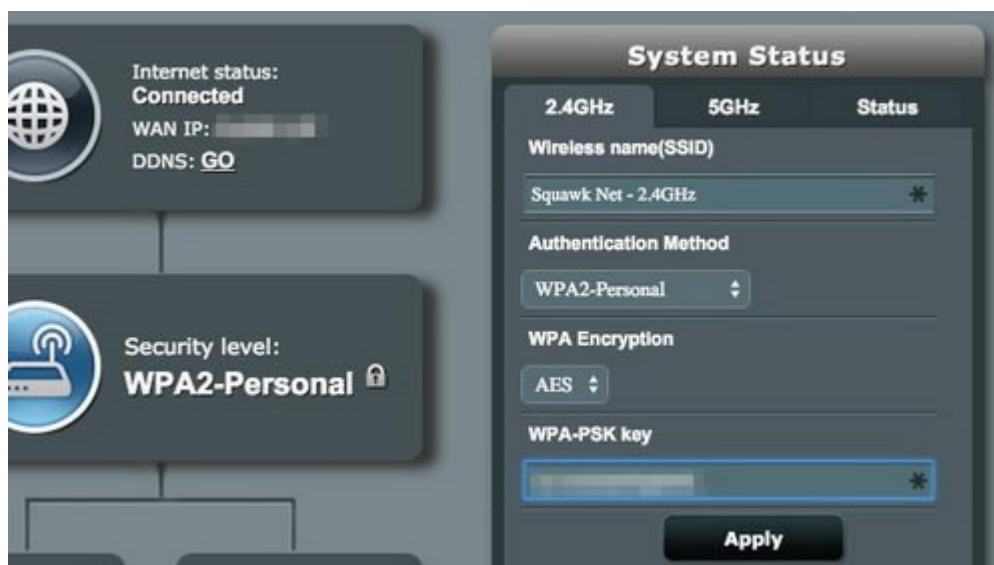 Internet status:
Connected
WAN IP:
DDNS: GO
Security level:
WPA2-Personal
System Status
2.4GHz 5GHz Status
Wireless name(SSID)
Squawk Net - 2.4GHz
Authentication Method
WPA2-Personal
WPA Encryption
AES
WPA-PSK key
Apply